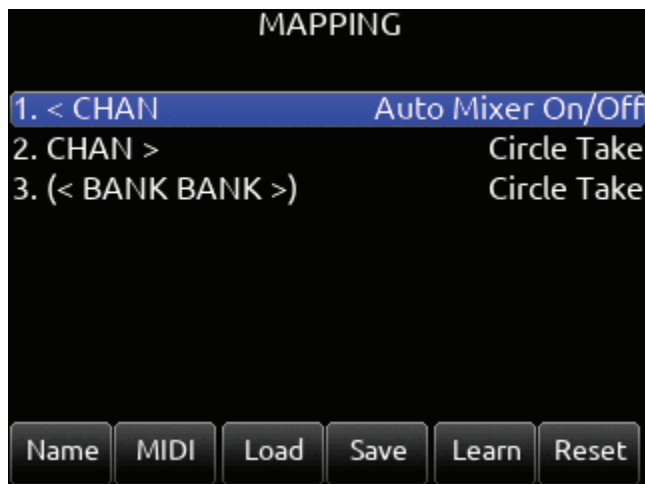 MAPPING
1. < CHAN Auto Mixer On/Off
2. CHAN > Circle Take
3. (< BANK BANK >) Circle Take
Name MIDI Load Save Learn Reset